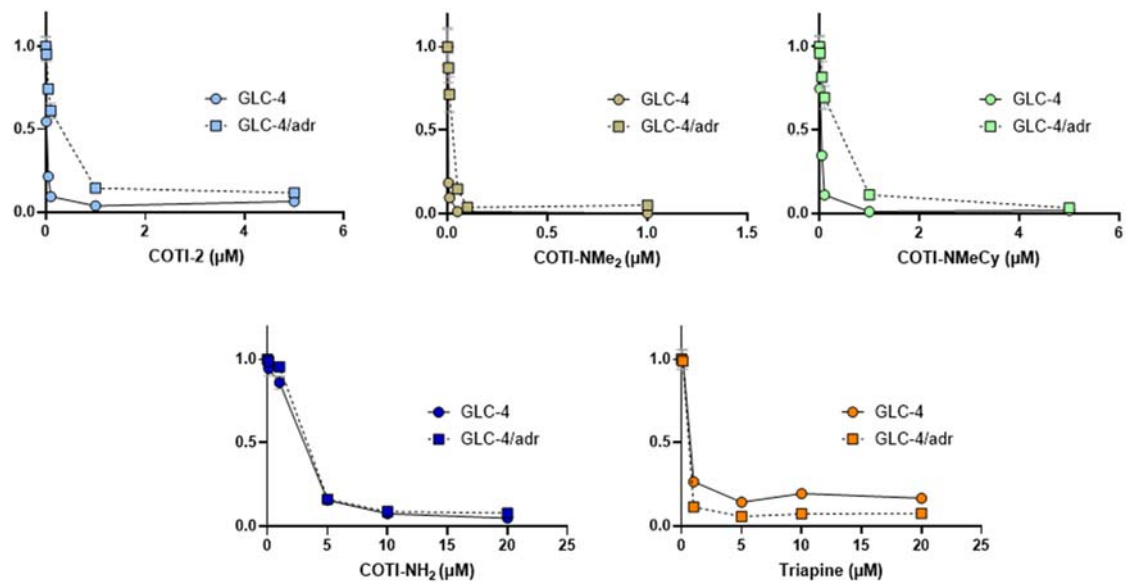 1.0
0.5
0.0
0 2 4 6
COTI-2 (µM)
GLC-4
GLC-4/adr
1.0
0.5
0.0
0.0 0.5 1.0 1.5
COTI-NMe₂ (µM)
GLC-4
GLC-4/adr
1.0
0.5
0.0
0 2 4 6
COTI-NMeCy (µM)
GLC-4
GLC-4/adr
1.0
0.5
0.0
0 5 10 15 20 25
COTI-NH₂ (µM)
GLC-4
GLC-4/adr
1.0
0.5
0.0
0 5 10 15 20 25
Triapine (µM)
GLC-4
GLC-4/adr